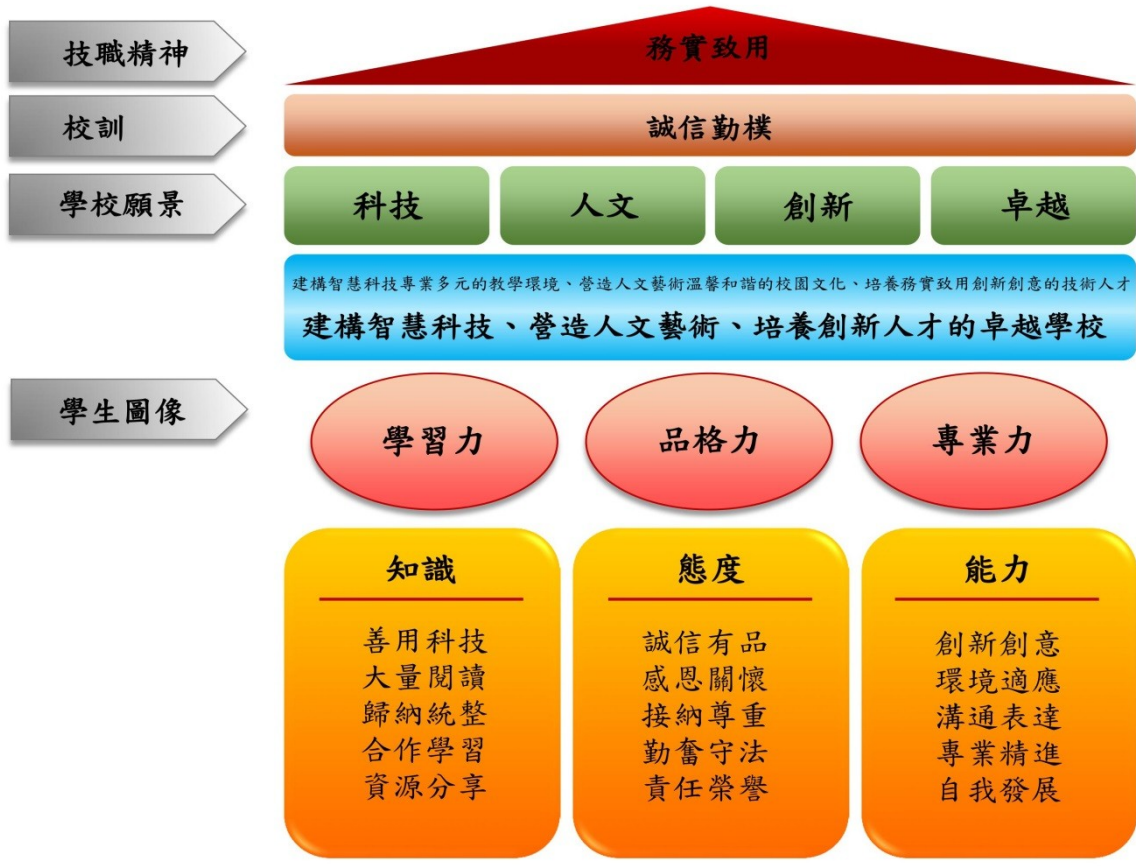 技職精神
務實致用
校訓
誠信勤樸
學校願景
科技
人文
創新
卓越
建構智慧科技專業多元的教學環境、營造人文藝術溫馨和諧的校園文化、培養務實致用創新創意的技術人才
建構智慧科技、營造人文藝術、培養創新人才的卓越學校
學生圖像
學習力
品格力
專業力
知識
善用科技
大量閱讀
歸納統整
合作學習
資源分享
態度
誠信有品
感恩關懷
接納尊重
勤奮守法
責任榮譽
能力
創新創意
環境適應
溝通表達
專業精進
自我發展